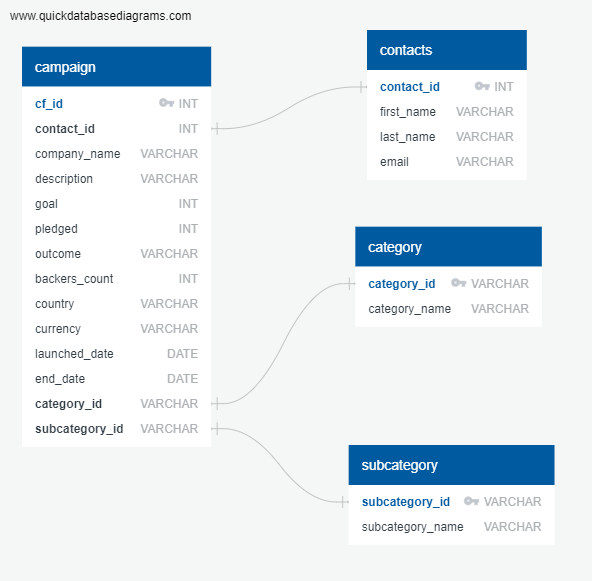 www.quickdatabasediagrams.com
campaign
cf_id INT
contact_id INT
company_name VARCHAR
description VARCHAR
goal INT
pledged INT
outcome VARCHAR
backers_count INT
country VARCHAR
currency VARCHAR
launched_date DATE
end_date DATE
category_id VARCHAR
subcategory_id VARCHAR
contacts
contact_id INT
first_name VARCHAR
last_name VARCHAR
email VARCHAR
category
category_id VARCHAR
category_name VARCHAR
subcategory
subcategory_id VARCHAR
subcategory_name VARCHAR